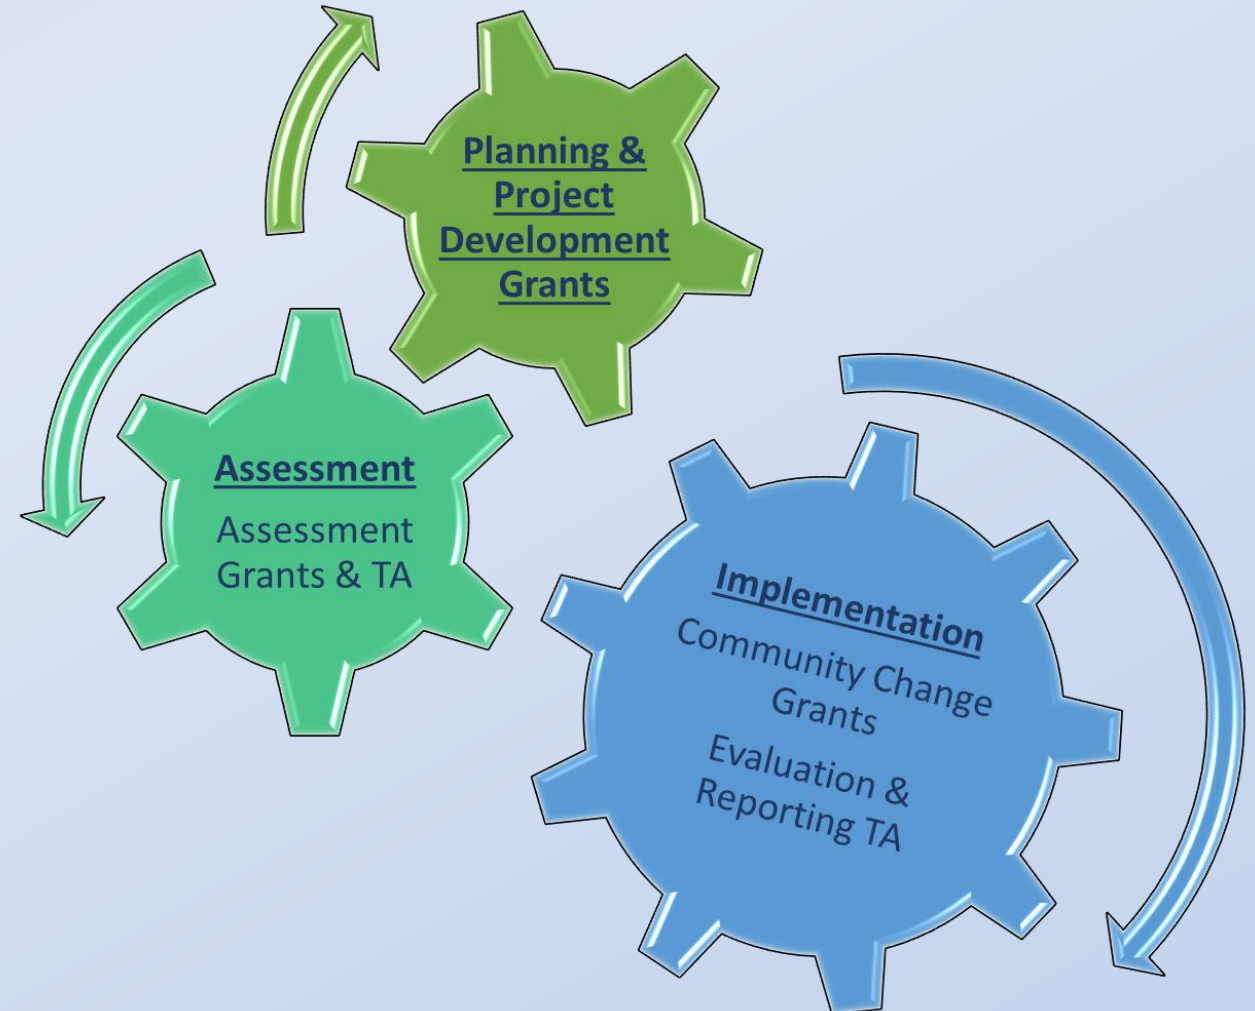 Planning &
Project
Development
Grants
Assessment
Assessment
Grants & TA
Implementation
Community Change
Grants
Evaluation &
Reporting TA